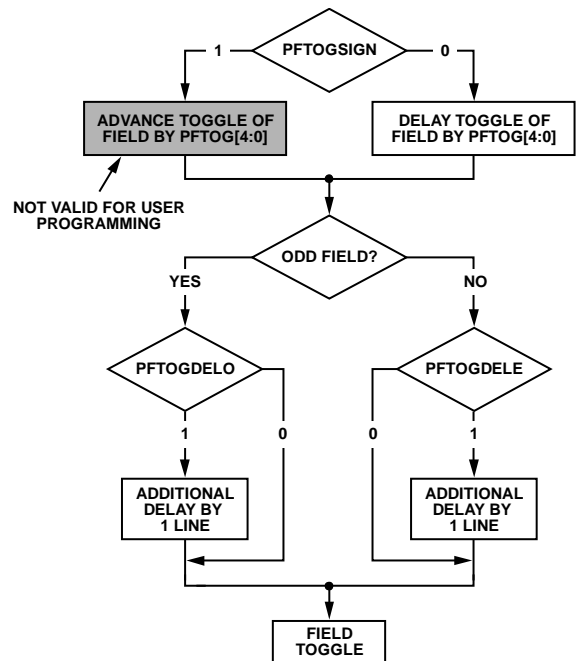 PFTOGSIGN
1
0
ADVANCE TOGGLE OF
FIELD BY PFTOG[4:0]
DELAY TOGGLE OF
FIELD BY PFTOG[4:0]
NOT VALID FOR USER
PROGRAMMING
ODD FIELD?
YES
NO
PFTOGDELO
PFTOGDELE
1
0
0
1
ADDITIONAL
DELAY BY
1 LINE
ADDITIONAL
DELAY BY
1 LINE
FIELD
TOGGLE